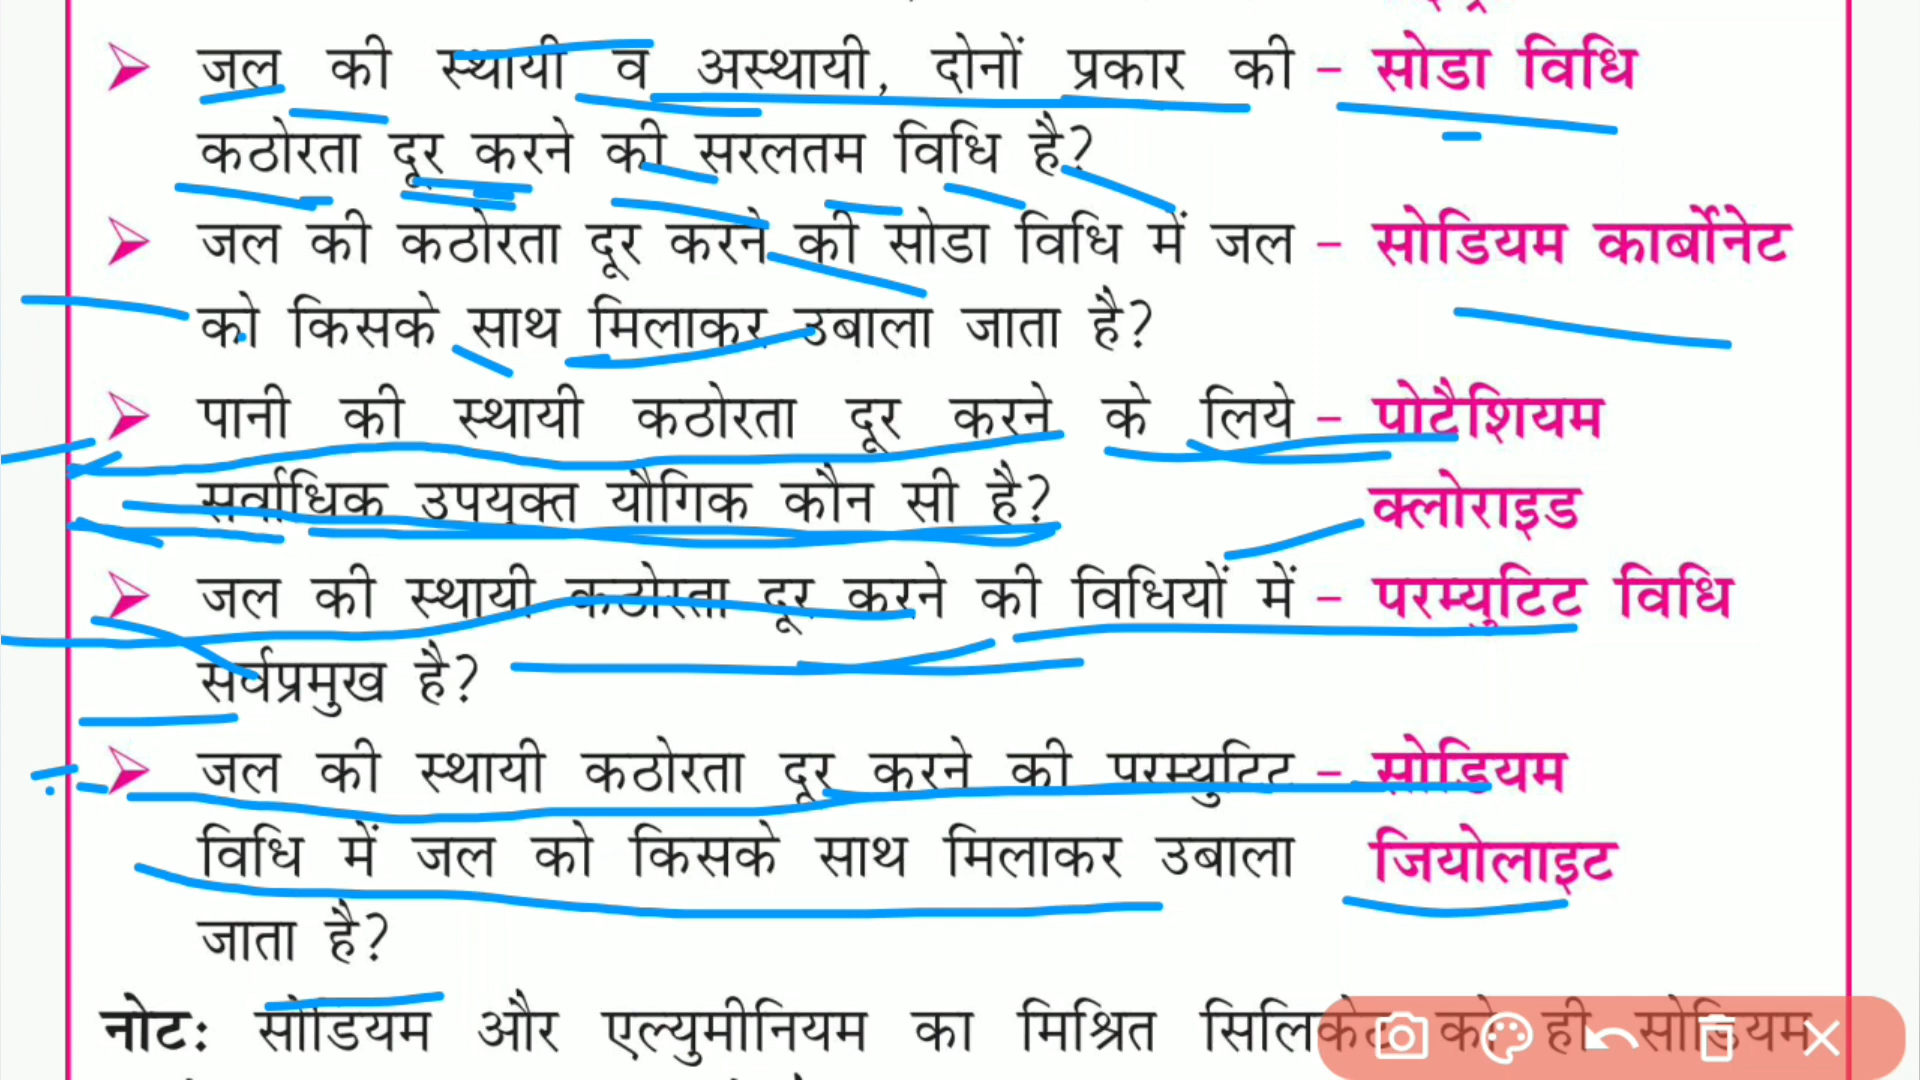 जल की स्थायी व अस्थायी, दोनों प्रकार की – सोडा विधि
कठोरता दूर करने की सरलतम विधि है?
जल की कठोरता दूर करने की सोडा विधि में जल – सोडियम कार्बोनेट
को किसके साथ मिलाकर उबाला जाता है?
पानी की स्थायी कठोरता दूर करने के लिये – पोटैशियम
सर्वाधिक उपयुक्त यौगिक कौन सी है? क्लोराइड
जल की स्थायी कठोरता दूर करने की विधियों में – परम्युटिट विधि
सर्वप्रमुख है?
जल की स्थायी कठोरता दूर करने की परम्युटिट – सोडियम
विधि में जल को किसके साथ मिलाकर उबाला जियोलाइट
जाता है?
नोटः सोडियम और एल्युमीनियम का मिश्रित सिलिकेट को ही सोडियम